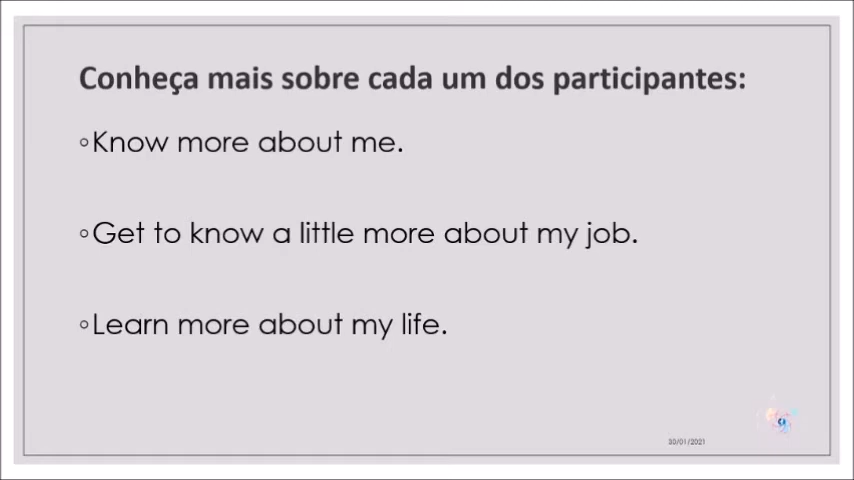 Conheça mais sobre cada um dos participantes:
◦Know more about me.
◦Get to know a little more about my job.
◦Learn more about my life.
30/01/2021